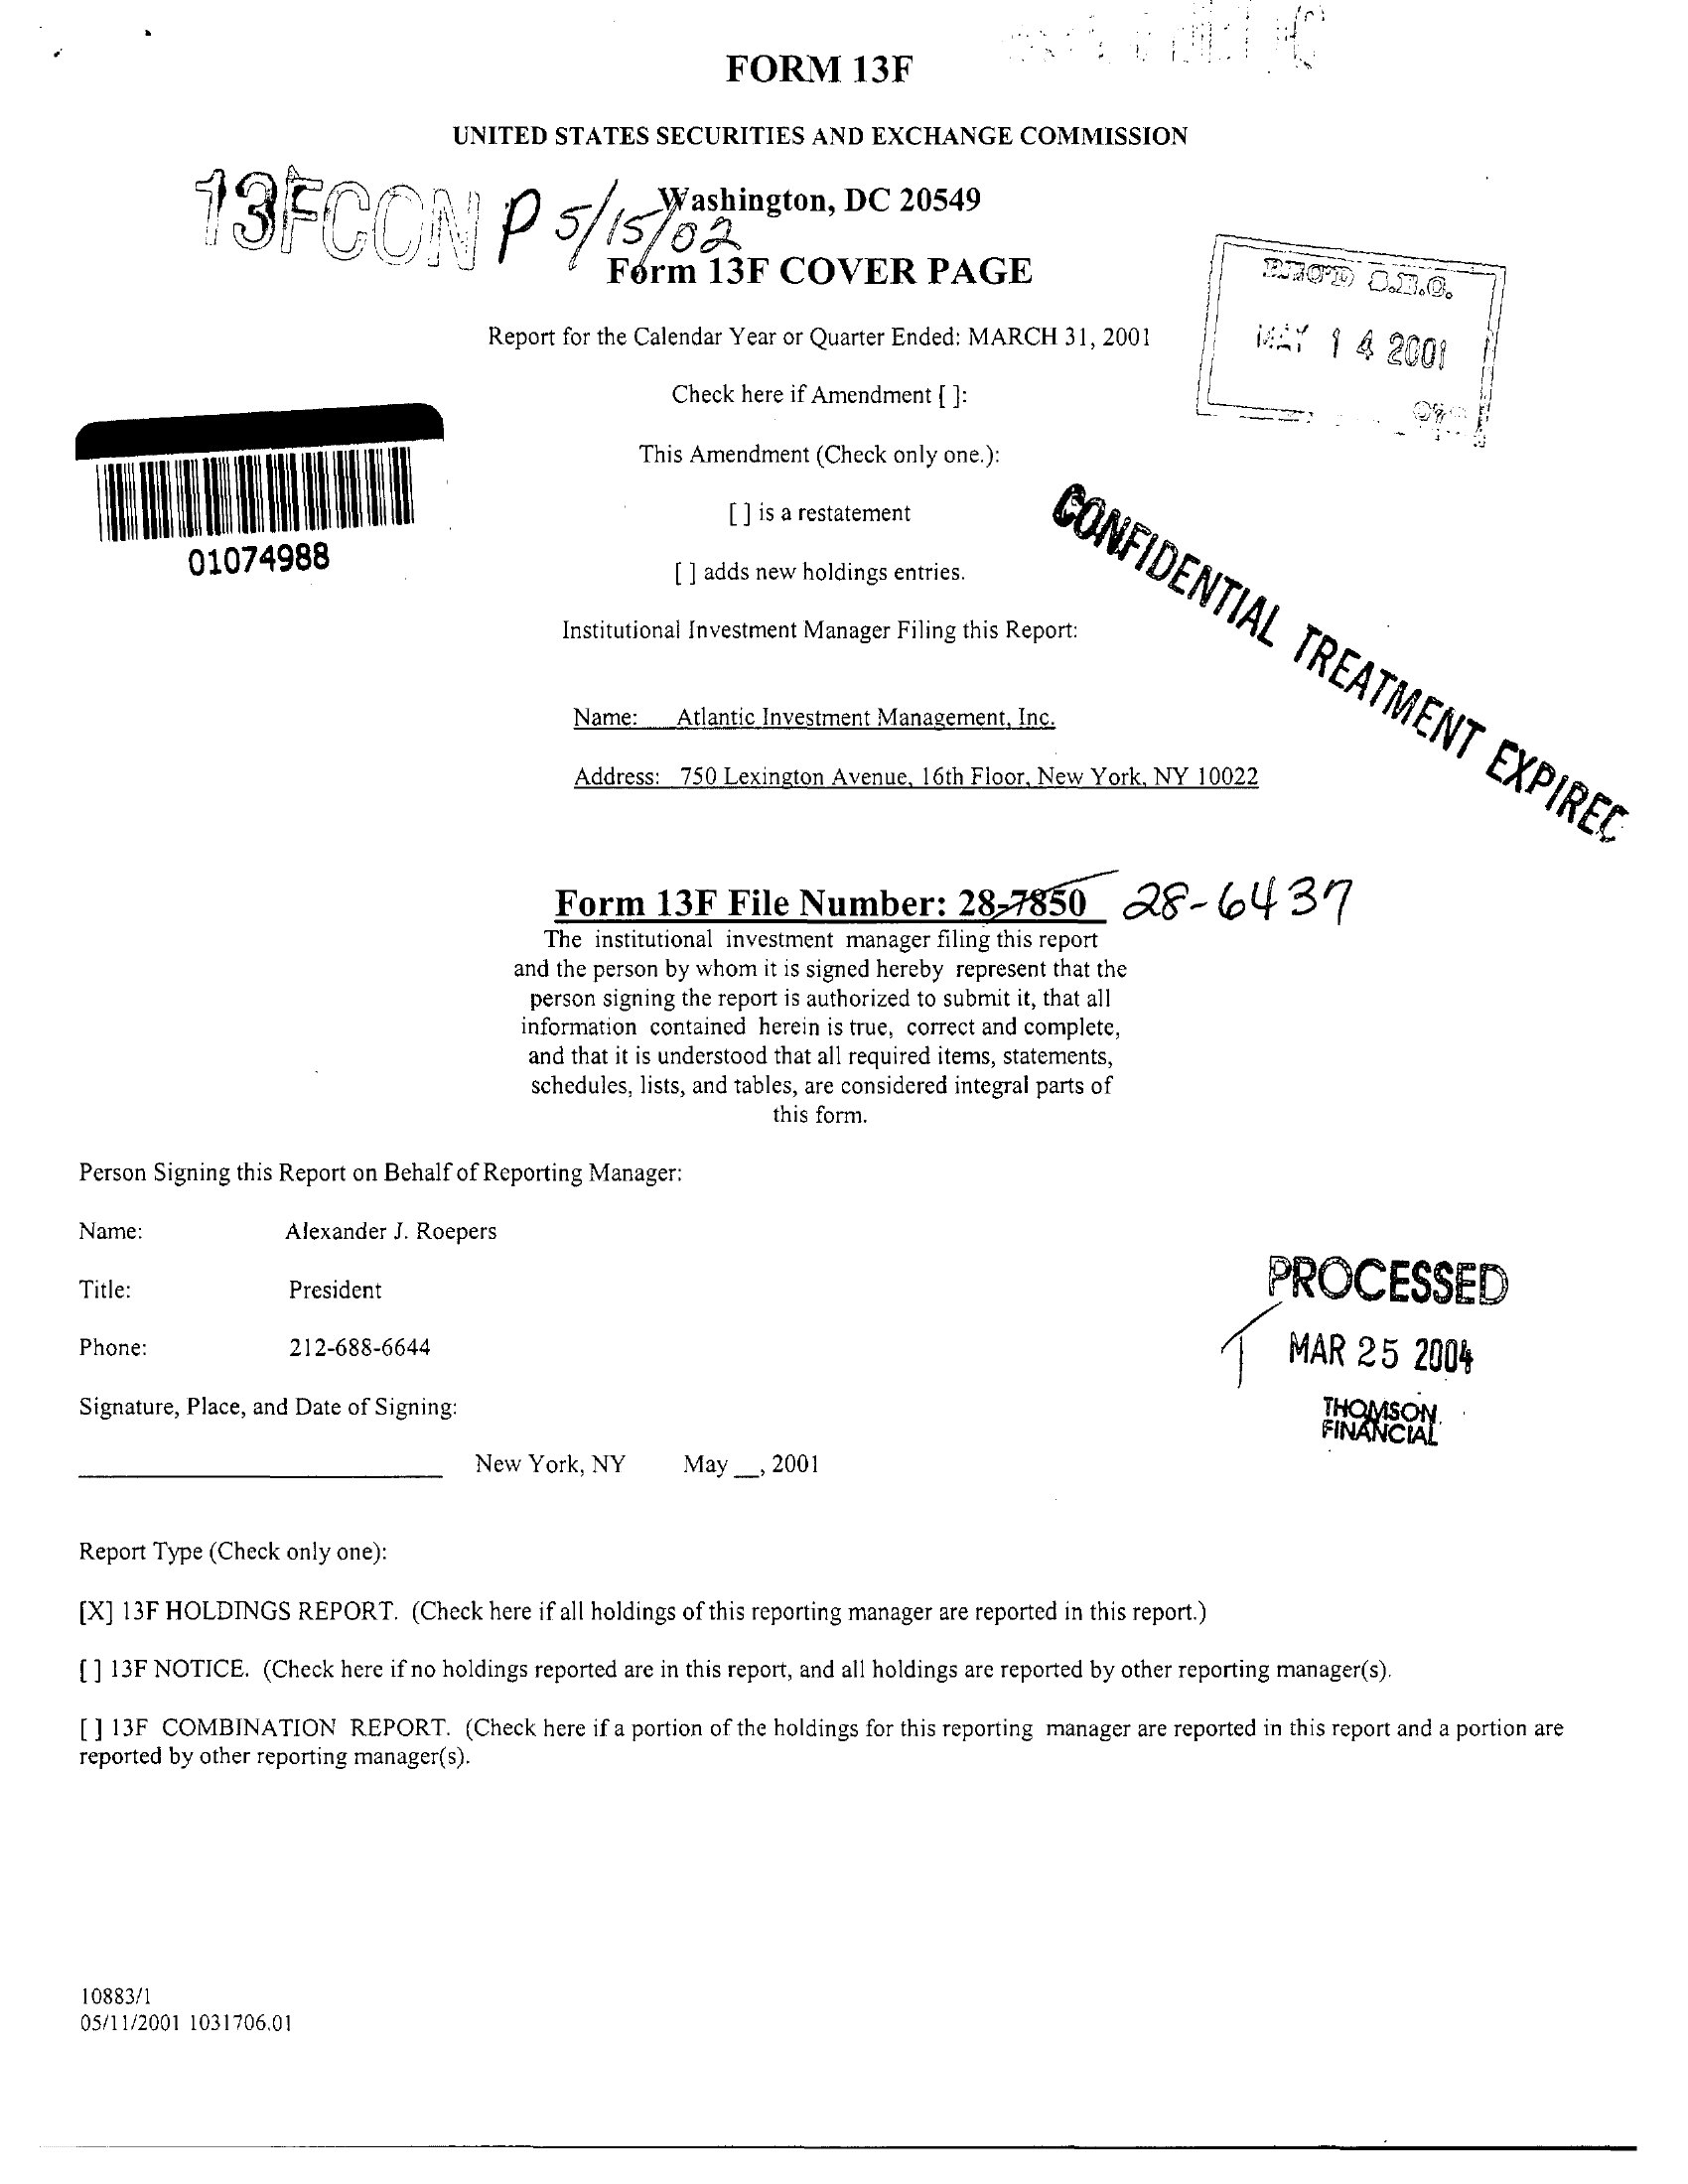 FORM 13F
UNITED STATES SECURITIES AND EXCHANGE COMMISSION
13FCON P 5/15/02
Washington, DC 20549
Form 13F COVER PAGE
REC'D S.E.C.
MAY 14 2001
Report for the Calendar Year or Quarter Ended: MARCH 31, 2001
Check here if Amendment [ ]:
This Amendment (Check only one.):
[ ] is a restatement
01074988
[ ] adds new holdings entries.
CONFIDENTIAL TREATMENT EXPIRED
Institutional Investment Manager Filing this Report:
Name: Atlantic Investment Management, Inc.
Address: 750 Lexington Avenue, 16th Floor, New York, NY 10022
Form 13F File Number: 28-7850 28-6437
The institutional investment manager filing this report
and the person by whom it is signed hereby represent that the
person signing the report is authorized to submit it, that all
information contained herein is true, correct and complete,
and that it is understood that all required items, statements,
schedules, lists, and tables, are considered integral parts of
this form.
Person Signing this Report on Behalf of Reporting Manager:
Name: Alexander J. Roepers
Title: President
Phone: 212-688-6644
PROCESSED
MAR 25 2004
THOMSON
FINANCIAL
Signature, Place, and Date of Signing:
New York, NY May __, 2001
Report Type (Check only one):
[X] 13F HOLDINGS REPORT. (Check here if all holdings of this reporting manager are reported in this report.)
[ ] 13F NOTICE. (Check here if no holdings reported are in this report, and all holdings are reported by other reporting manager(s).
[ ] 13F COMBINATION REPORT. (Check here if a portion of the holdings for this reporting manager are reported in this report and a portion are
reported by other reporting manager(s).
10883/1
05/11/2001 1031706.01